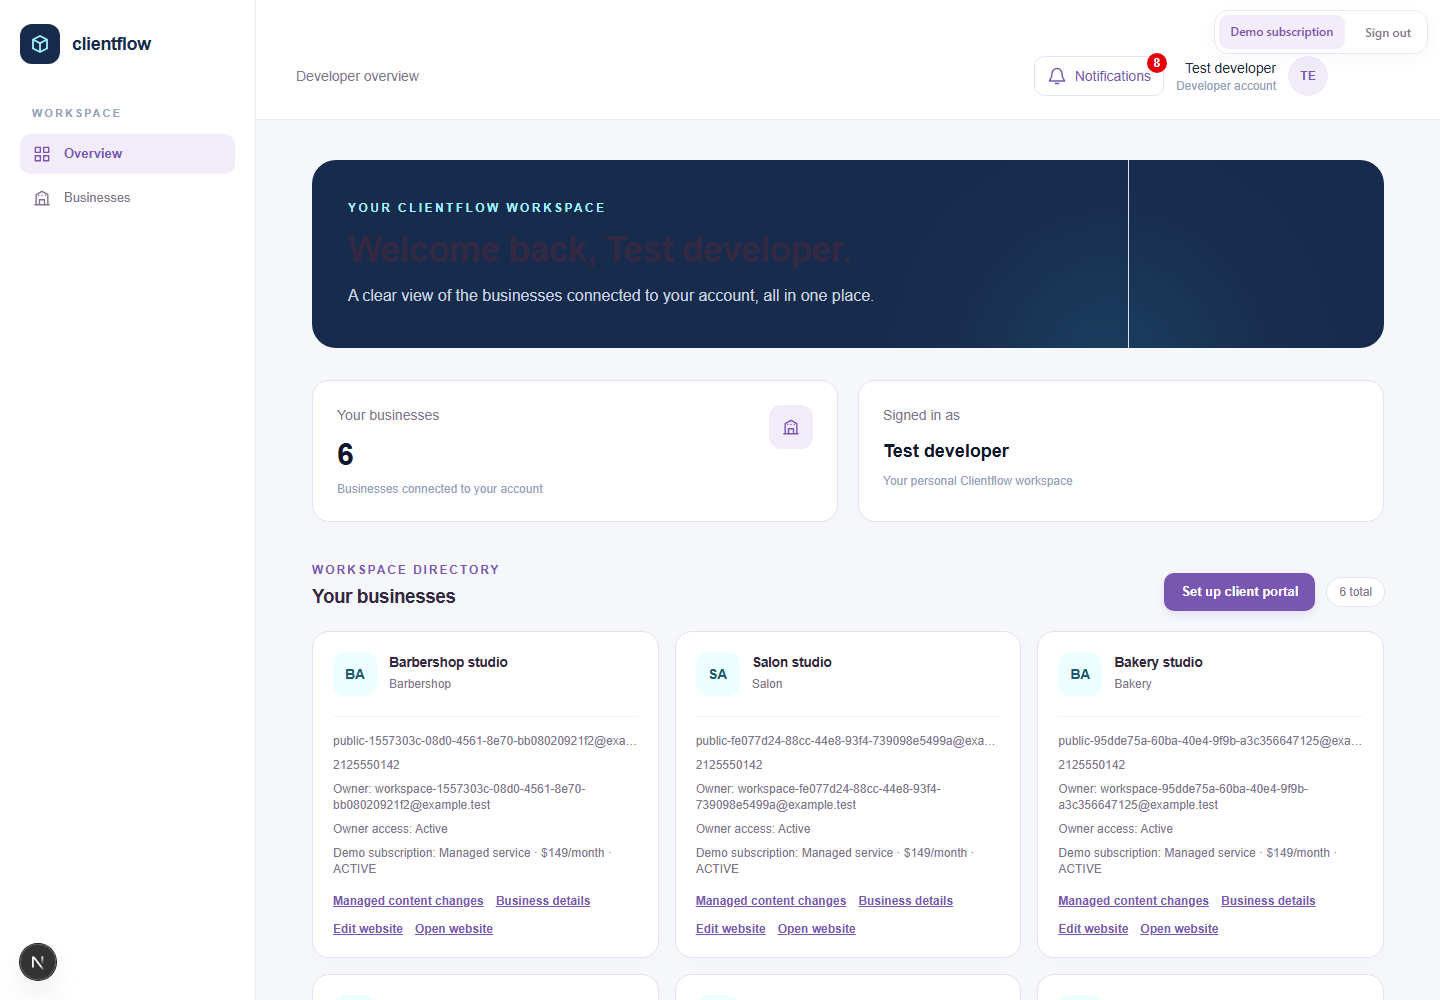 clientflow
Demo subscription
Sign out
Developer overview
Notifications
8
Test developer
Developer account
TE
WORKSPACE
Overview
Businesses
YOUR CLIENTFLOW WORKSPACE
Welcome back, Test developer.
A clear view of the businesses connected to your account, all in one place.
Your businesses
6
Businesses connected to your account
Signed in as
Test developer
Your personal Clientflow workspace
WORKSPACE DIRECTORY
Your businesses
Set up client portal
6 total
BA
Barbershop studio
Barbershop
public-1557303c-08d0-4561-8e70-bb08020921f2@exa...
2125550142
Owner: workspace-1557303c-08d0-4561-8e70-
bb08020921f2@example.test
Owner access: Active
Demo subscription: Managed service · $149/month ·
ACTIVE
Managed content changes
Business details
Edit website
Open website
SA
Salon studio
Salon
public-fe077d24-88cc-44e8-93f4-739098e5499a@exa...
2125550142
Owner: workspace-fe077d24-88cc-44e8-93f4-
739098e5499a@example.test
Owner access: Active
Demo subscription: Managed service · $149/month ·
ACTIVE
Managed content changes
Business details
Edit website
Open website
BA
Bakery studio
Bakery
public-95dde75a-60ba-40e4-9f9b-a3c356647125@exa...
2125550142
Owner: workspace-95dde75a-60ba-40e4-9f9b-
a3c356647125@example.test
Owner access: Active
Demo subscription: Managed service · $149/month ·
ACTIVE
Managed content changes
Business details
Edit website
Open website
N